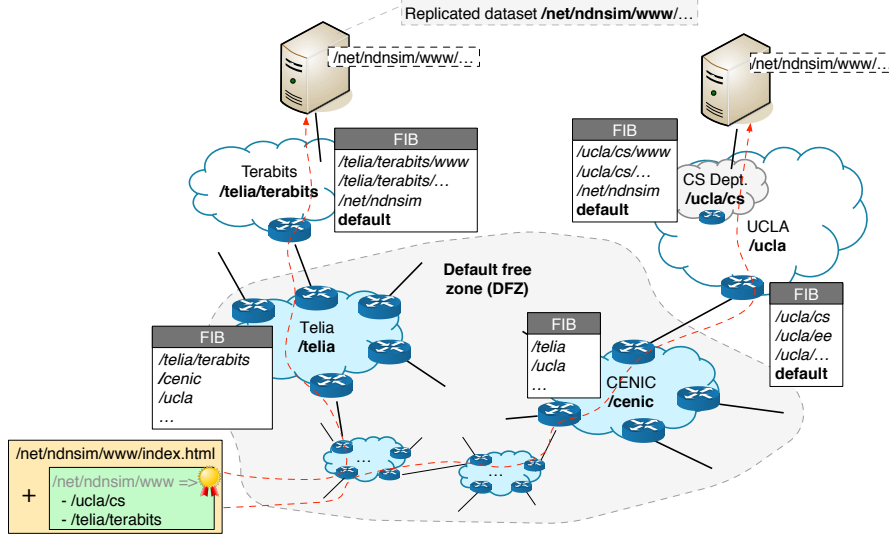 Replicated dataset /net/ndnsim/www/…
/net/ndnsim/www/…
/net/ndnsim/www/…
FIB
/telia/terabits/www
/telia/terabits/…
/net/ndnsim
default
FIB
/ucla/cs/www
/ucla/cs/…
/net/ndnsim
default
Terabits
/telia/terabits
CS Dept.
/ucla/cs
UCLA
/ucla
Default free
zone (DFZ)
FIB
/ucla/cs
/ucla/ee
/ucla/…
default
Telia
/telia
FIB
/telia/terabits
/cenic
/ucla
…
FIB
/telia
/ucla
…
CENIC
/cenic
…
…
/net/ndnsim/www/index.html
+
/net/ndnsim/www =>
- /ucla/cs
- /telia/terabits